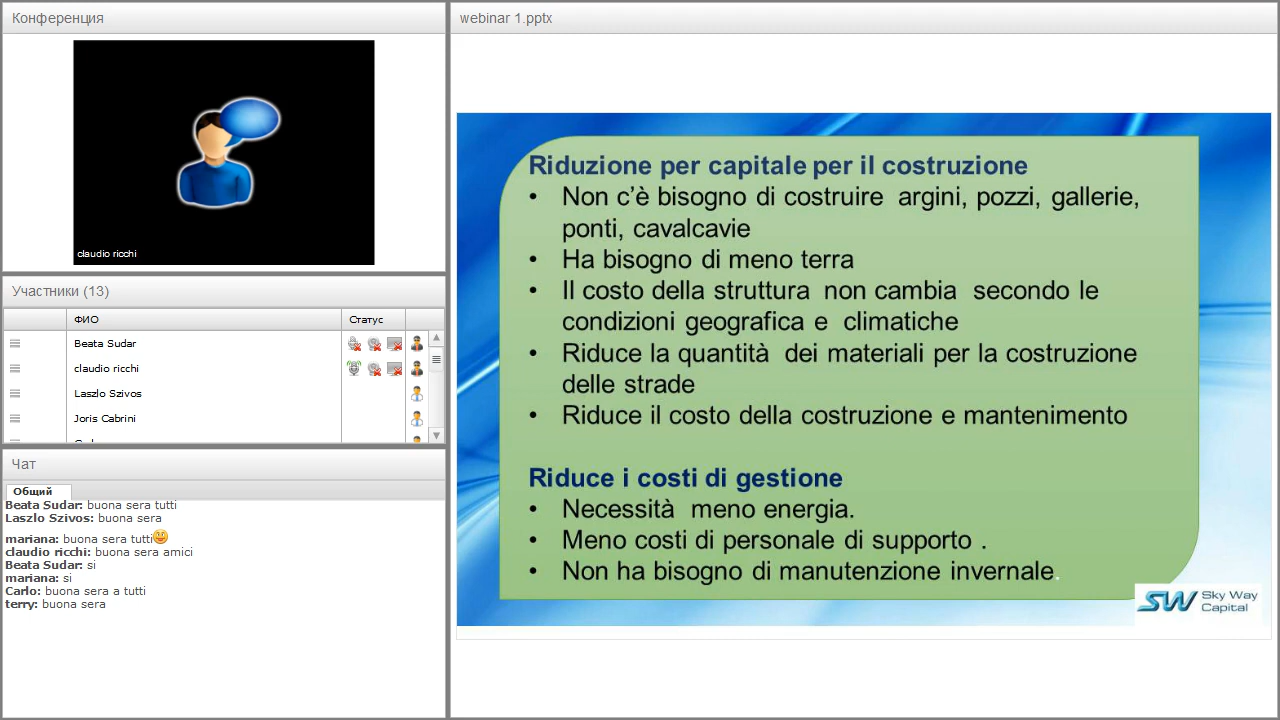 Конференция
claudio ricchi
Участники (13)
ФИО
Статус
Beata Sudar
claudio ricchi
Laszlo Szivos
Joris Cabrini
Чат
Общий
Beata Sudar: buona sera tutti
Laszlo Szivos: buona sera
mariana: buona sera tutti
claudio ricchi: buona sera amici
Beata Sudar: si
mariana: si
Carlo: buona sera a tutti
terry: buona sera
webinar 1.pptx
Riduzione per capitale per il costruzione
• Non c’è bisogno di costruire argini, pozzi, gallerie,
ponti, cavalcavie
• Ha bisogno di meno terra
• Il costo della struttura non cambia secondo le
condizioni geografica e climatiche
• Riduce la quantità dei materiali per la costruzione
delle strade
• Riduce il costo della costruzione e mantenimento
Riduce i costi di gestione
• Necessità meno energia.
• Meno costi di personale di supporto .
• Non ha bisogno di manutenzione invernale.
SW Sky Way
Capital